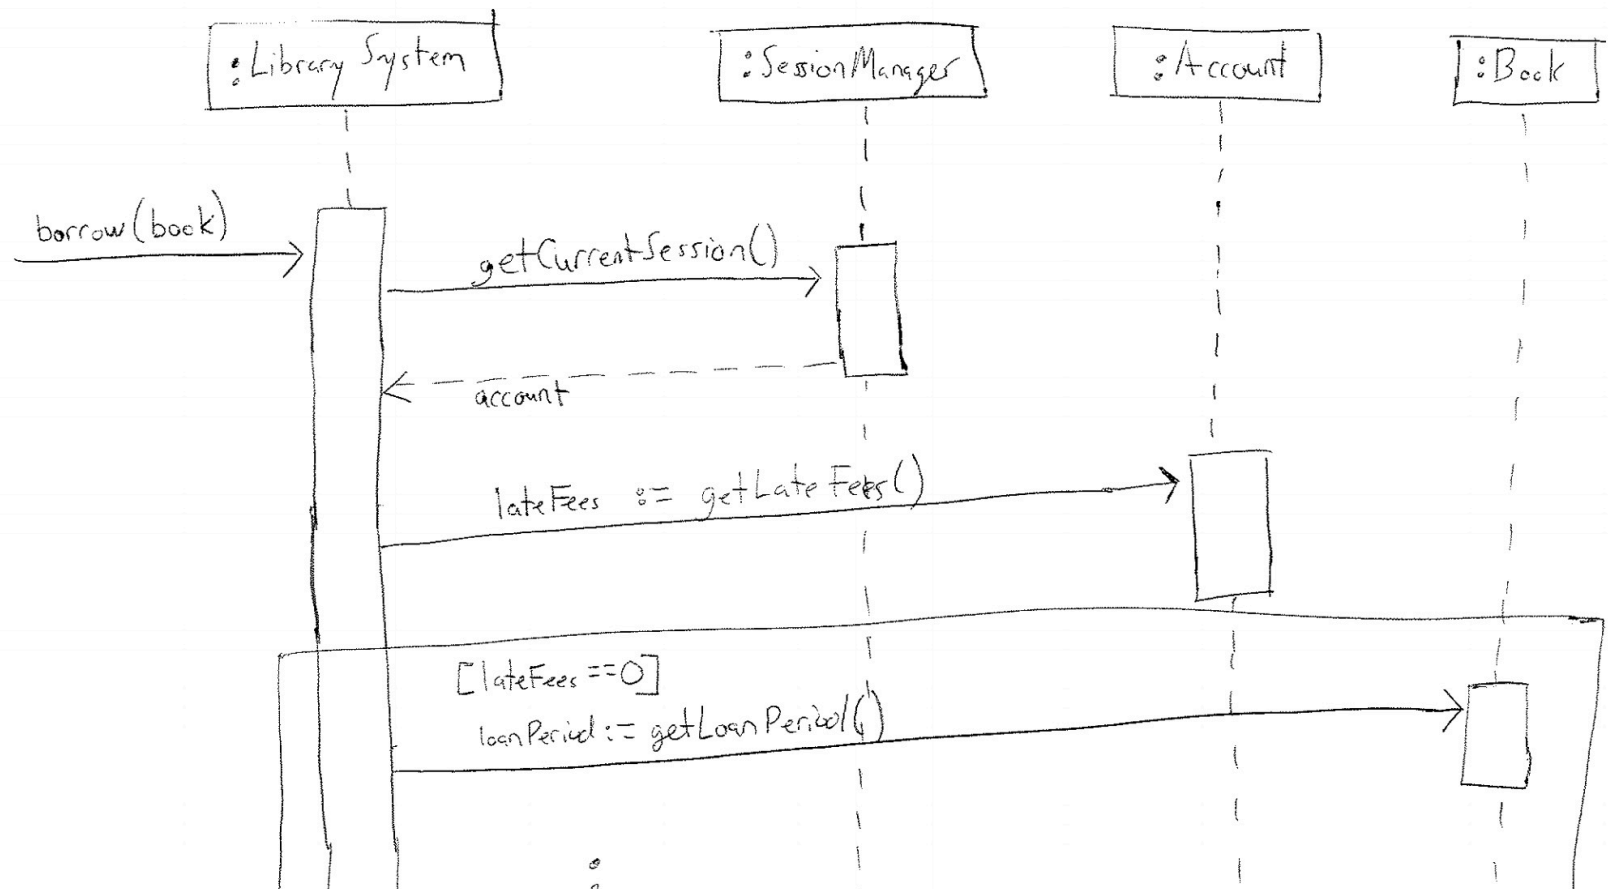 :Library System
:SessionManager
:Account
:Book
borrow(book)
getCurrentSession()
account
lateFees := getLateFees()
[lateFees==0]
loanPeriod:= getLoanPeriod()